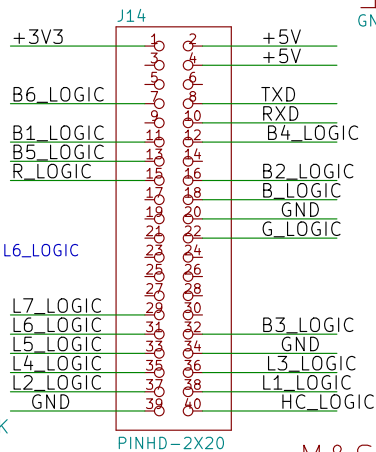 J14
GN
+3V3 1 2 +5V
3 4 +5V
5 6
B6_LOGIC 7 8 TXD
9 10 RXD
B1_LOGIC 11 12 B4_LOGIC
B5_LOGIC 13 14
R_LOGIC 15 16 B2_LOGIC
17 18 B_LOGIC
19 20 GND
21 22 G_LOGIC
L6_LOGIC 23 24
25 26
27 28
L7_LOGIC 29 30
L6_LOGIC 31 32 B3_LOGIC
L5_LOGIC 33 34 GND
L4_LOGIC 35 36 L3_LOGIC
L2_LOGIC 37 38 L1_LOGIC
GND 39 40 HC_LOGIC
K
PINHD-2X20